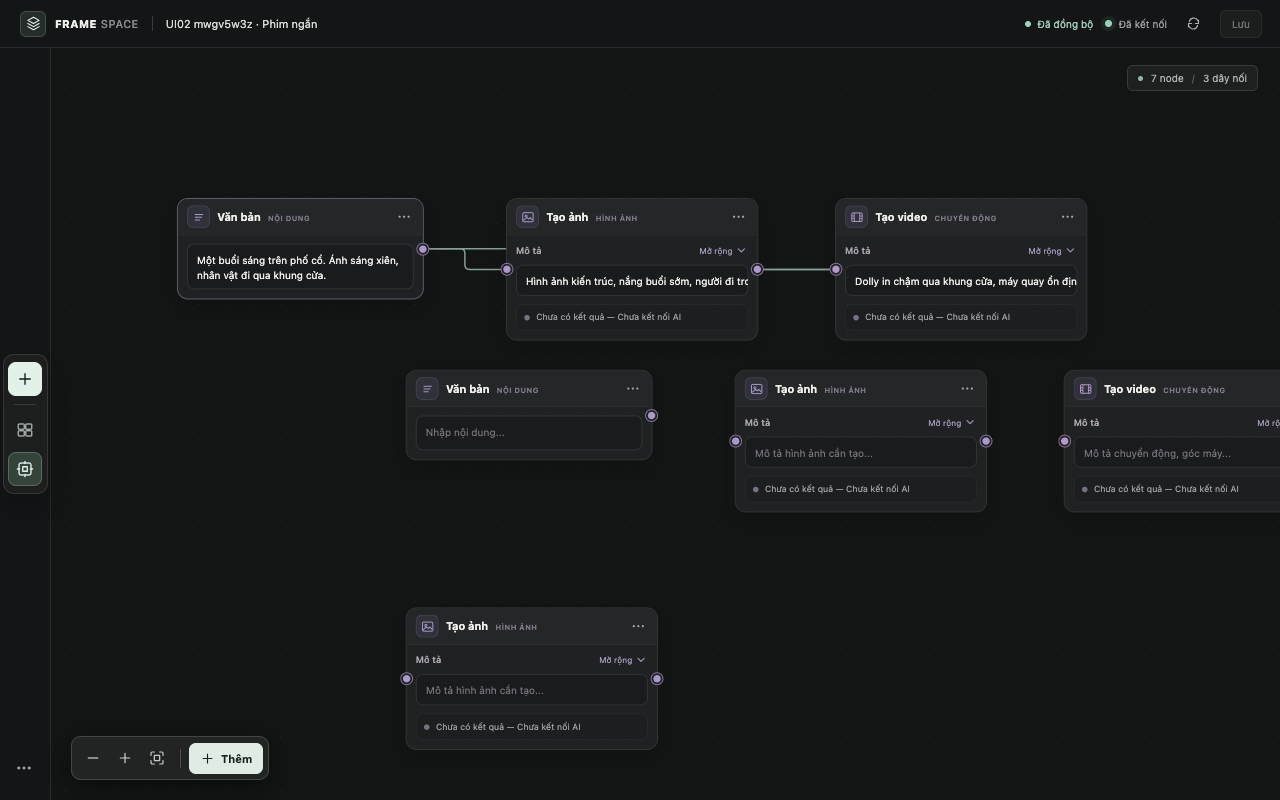 FRAME SPACE
UI02 mwgv5w3z · Phim ngắn
Đã đồng bộ
Đã kết nối
Lưu
7 node / 3 dây nối
Văn bản NỘI DUNG
Một buổi sáng trên phố cổ. Ánh sáng xiên,
nhân vật đi qua khung cửa.
Tạo ảnh HÌNH ẢNH
Mô tả
Mở rộng
Hình ảnh kiến trúc, nắng buổi sớm, người đi trc
Chưa có kết quả — Chưa kết nối AI
Tạo video CHUYỂN ĐỘNG
Mô tả
Mở rộng
Dolly in chậm qua khung cửa, máy quay ổn địn
Chưa có kết quả — Chưa kết nối AI
Văn bản NỘI DUNG
Nhập nội dung...
Tạo ảnh HÌNH ẢNH
Mô tả
Mở rộng
Mô tả hình ảnh cần tạo...
Chưa có kết quả — Chưa kết nối AI
Tạo video CHUYỂN ĐỘNG
Mô tả
Mở rộ
Mô tả chuyển động, góc máy...
Chưa có kết quả — Chưa kết nối AI
Tạo ảnh HÌNH ẢNH
Mô tả
Mở rộng
Mô tả hình ảnh cần tạo...
Chưa có kết quả — Chưa kết nối AI
Thêm